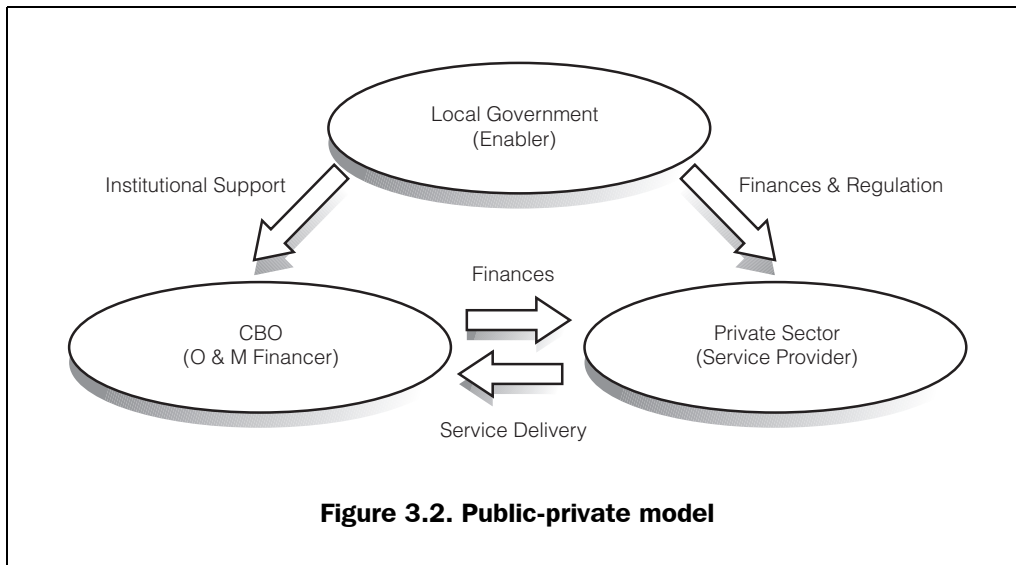 Local Government
(Enabler)
Institutional Support
Finances & Regulation
Finances
CBO
(O & M Financer)
Private Sector
(Service Provider)
Service Delivery
Figure 3.2. Public-private model